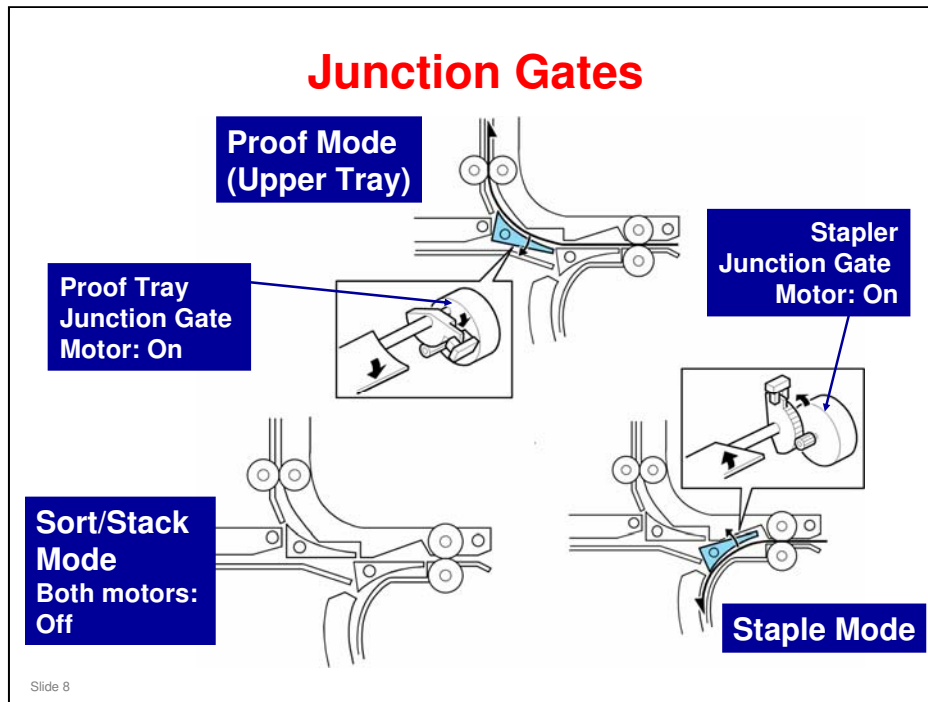 Junction Gates
Proof Mode
(Upper Tray)
Stapler
Junction Gate
Motor: On
Proof Tray
Junction Gate
Motor: On
Sort/Stack
Mode
Both motors:
Off
Staple Mode
Slide 8